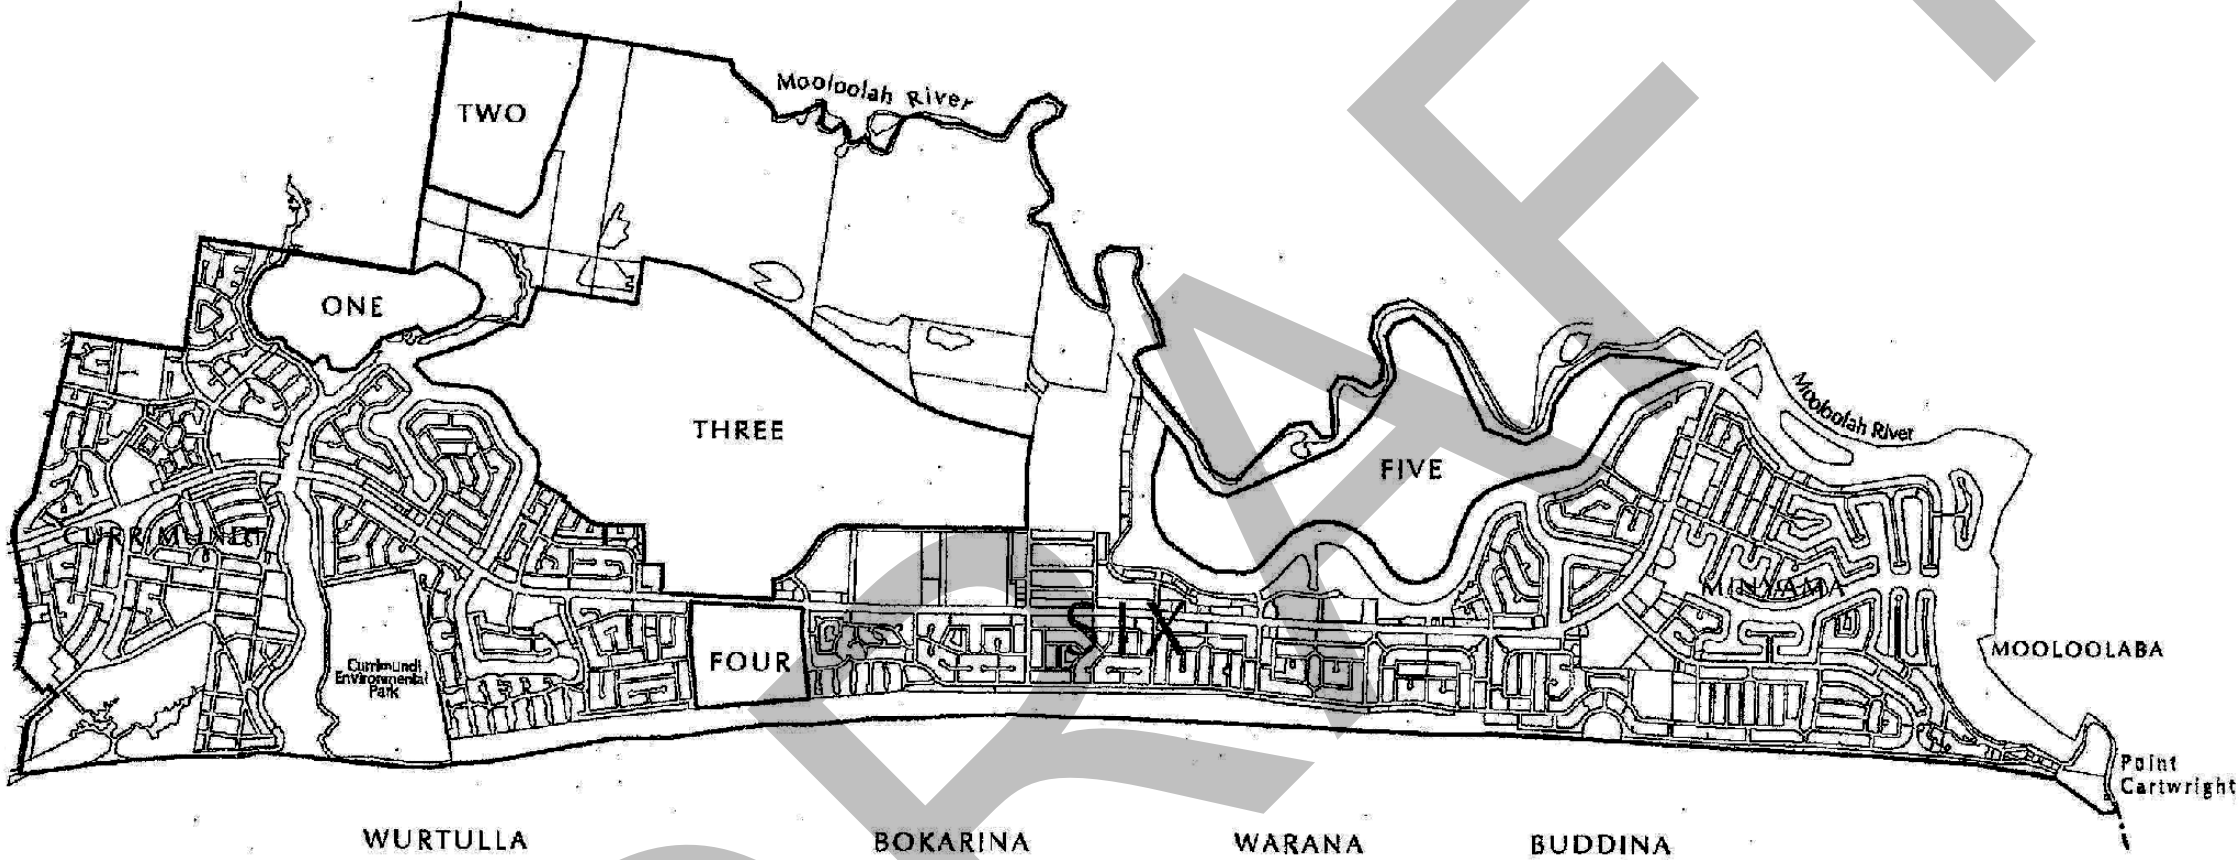 TWO
Mooloolah River
ONE
THREE
FIVE
Mooloolah River
CURRIMUNDI
MINYAMA
SIX
FOUR
Currimundi
Environmental
Park
MOOLOOLABA
Point
Cartwright
WURTULLA
BOKARINA
WARANA
BUDDINA
DRAFT